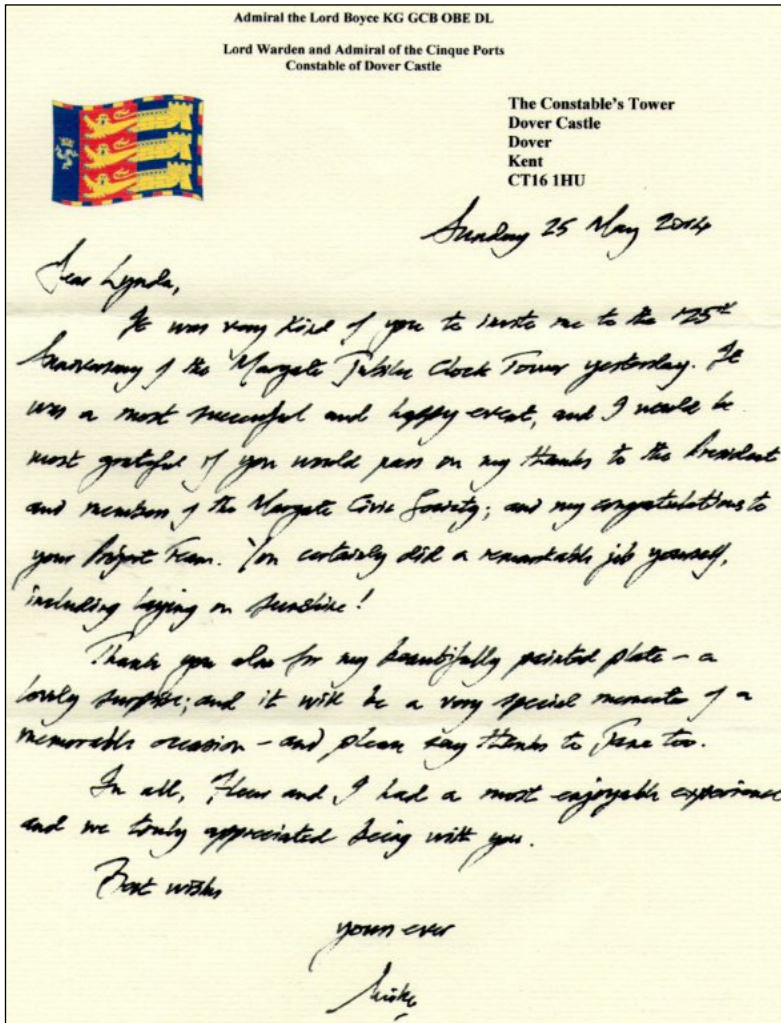 Admiral the Lord Boyce KG GCB OBE DL
Lord Warden and Admiral of the Cinque Ports
Constable of Dover Castle
The Constable's Tower
Dover Castle
Dover
Kent
CT16 1HU
Sunday 25 May 2014
Dear Lynda,
It was very kind of you to invite me to the 125th
Anniversary of the Margate Jubilee Clock Tower yesterday. It
was a most successful and happy event, and I would be
most grateful if you would pass on my thanks to the President
and members of the Margate Civic Society; and my congratulations to
your Project Team. You certainly did a remarkable job yourself,
including laying on sunshine!
Thank you also for my beautifully painted plate - a
lovely surprise; and it will be a very special memento of a
memorable occasion - and please say thanks to Jane too.
In all, Fleur and I had a most enjoyable experience
and we truly appreciated being with you.
Best wishes
yours ever
Mike